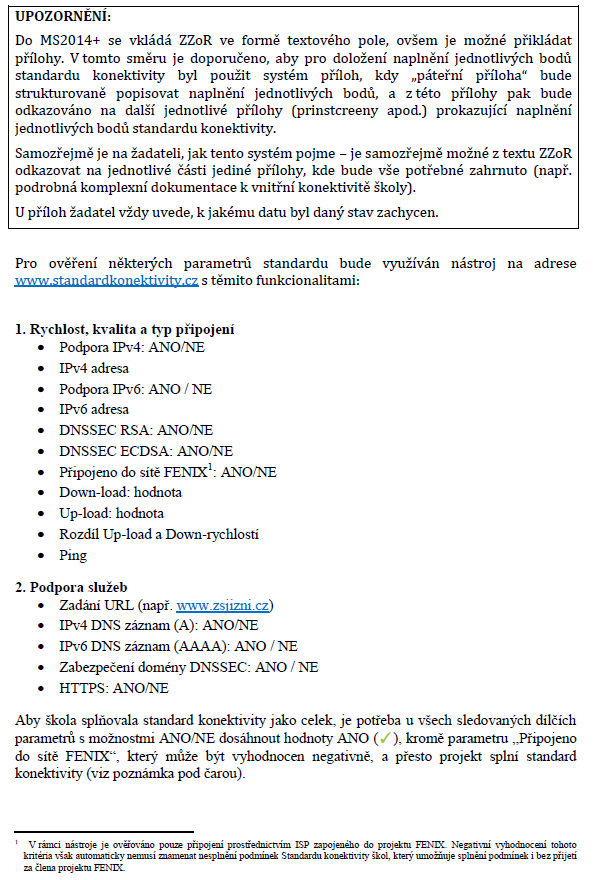 UPOZORNĚNÍ:
Do MS2014+ se vkládá ZZoR ve formě textového pole, ovšem je možné přikládat
přílohy. V tomto směru je doporučeno, aby pro doložení naplnění jednotlivých bodů
standardu konektivity byl použit systém příloh, kdy „páteřní příloha“ bude
strukturovaně popisovat naplnění jednotlivých bodů, a z této přílohy pak bude
odkazováno na další jednotlivé přílohy (prinstcreeny apod.) prokazující naplnění
jednotlivých bodů standardu konektivity.
Samozřejmě je na žadateli, jak tento systém pojme – je samozřejmě možné z textu ZZoR
odkazovat na jednotlivé části jediné přílohy, kde bude vše potřebné zahrnuto (např.
podrobná komplexní dokumentace k vnitřní konektivitě školy).
U příloh žadatel vždy uvede, k jakému datu byl daný stav zachycen.
Pro ověření některých parametrů standardu bude využíván nástroj na adrese
www.standardkonektivity.cz s těmito funkcionalitami:
1. Rychlost, kvalita a typ připojení
• Podpora IPv4: ANO/NE
• IPv4 adresa
• Podpora IPv6: ANO / NE
• IPv6 adresa
• DNSSEC RSA: ANO/NE
• DNSSEC ECDSA: ANO/NE
• Připojeno do sítě FENIX1: ANO/NE
• Down-load: hodnota
• Up-load: hodnota
• Rozdíl Up-load a Down-rychlostí
• Ping
2. Podpora služeb
• Zadání URL (např. www.zsjizni.cz)
• IPv4 DNS záznam (A): ANO/NE
• IPv6 DNS záznam (AAAA): ANO / NE
• Zabezpečení domény DNSSEC: ANO / NE
• HTTPS: ANO/NE
Aby škola splňovala standard konektivity jako celek, je potřeba u všech sledovaných dílčích
parametrů s možnostmi ANO/NE dosáhnout hodnoty ANO (✓), kromě parametru „Připojeno
do sítě FENIX“, který může být vyhodnocen negativně, a přesto projekt splní standard
konektivity (viz poznámka pod čarou).
1 V rámci nástroje je ověřováno pouze připojení prostřednictvím ISP zapojeného do projektu FENIX. Negativní vyhodnocení tohoto
kritéria však automaticky nemusí znamenat nesplnění podmínek Standardu konektivity škol, který umožňuje splnění podmínek i bez přijetí
za člena projektu FENIX.